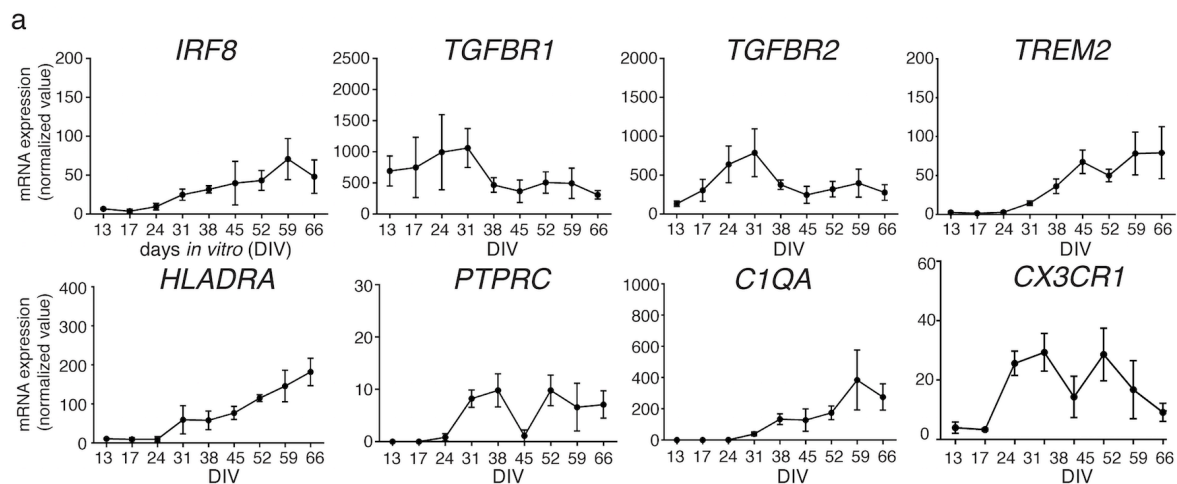 a
IRF8
TGFBR1
TGFBR2
TREM2
mRNA expression
(normalized value)
200
150
100
50
0
13 17 24 31 38 45 52 59 66
days in vitro (DIV)
2500
2000
1500
1000
500
0
13 17 24 31 38 45 52 59 66
DIV
2000
1500
1000
500
0
13 17 24 31 38 45 52 59 66
DIV
200
150
100
50
0
13 17 24 31 38 45 52 59 66
DIV
HLADRA
PTPRC
C1QA
CX3CR1
mRNA expression
(normalized value)
400
300
200
100
0
13 17 24 31 38 45 52 59 66
DIV
30
20
10
0
13 17 24 31 38 45 52 59 66
DIV
1000
800
600
400
200
0
13 17 24 31 38 45 52 59 66
DIV
60
40
20
0
13 17 24 31 38 45 52 59 66
DIV